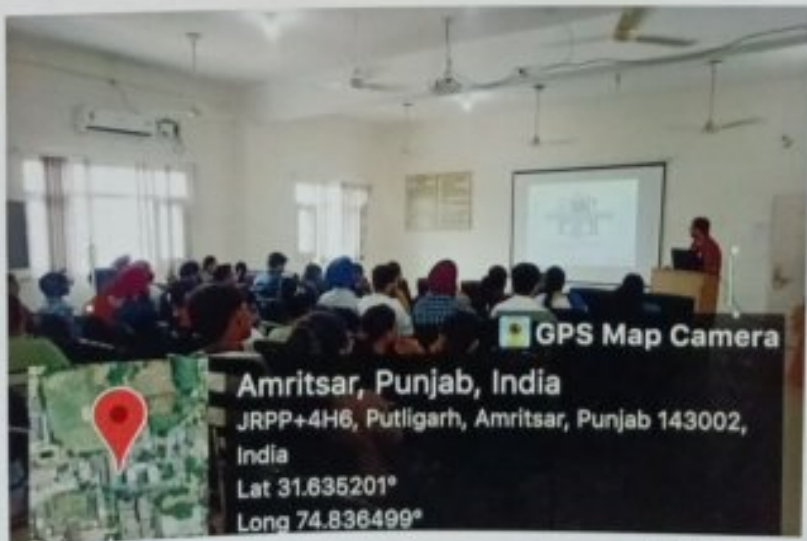 GPS Map Camera
Amritsar, Punjab, India
JRPP+4H6, Putligarh, Amritsar, Punjab 143002,
India
Lat 31.635201°
Long 74.836499°